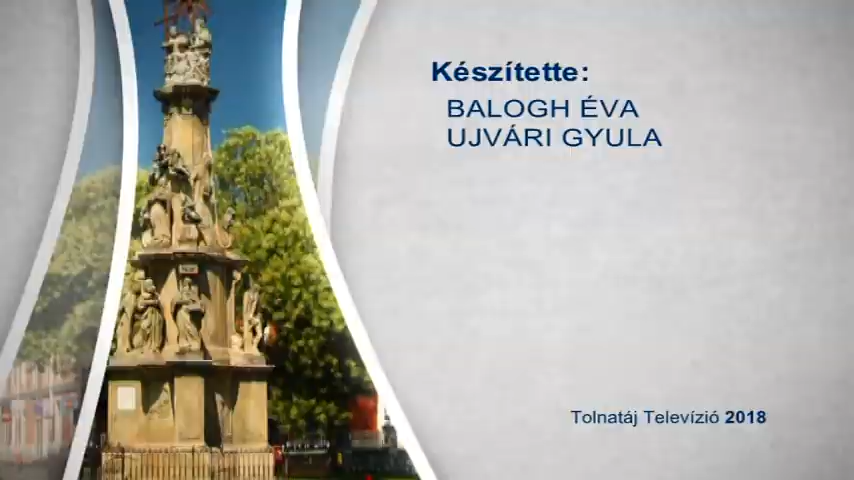 Készítette:
BALOGH ÉVA
UJVÁRI GYULA
Tolnatáj Televízió 2018